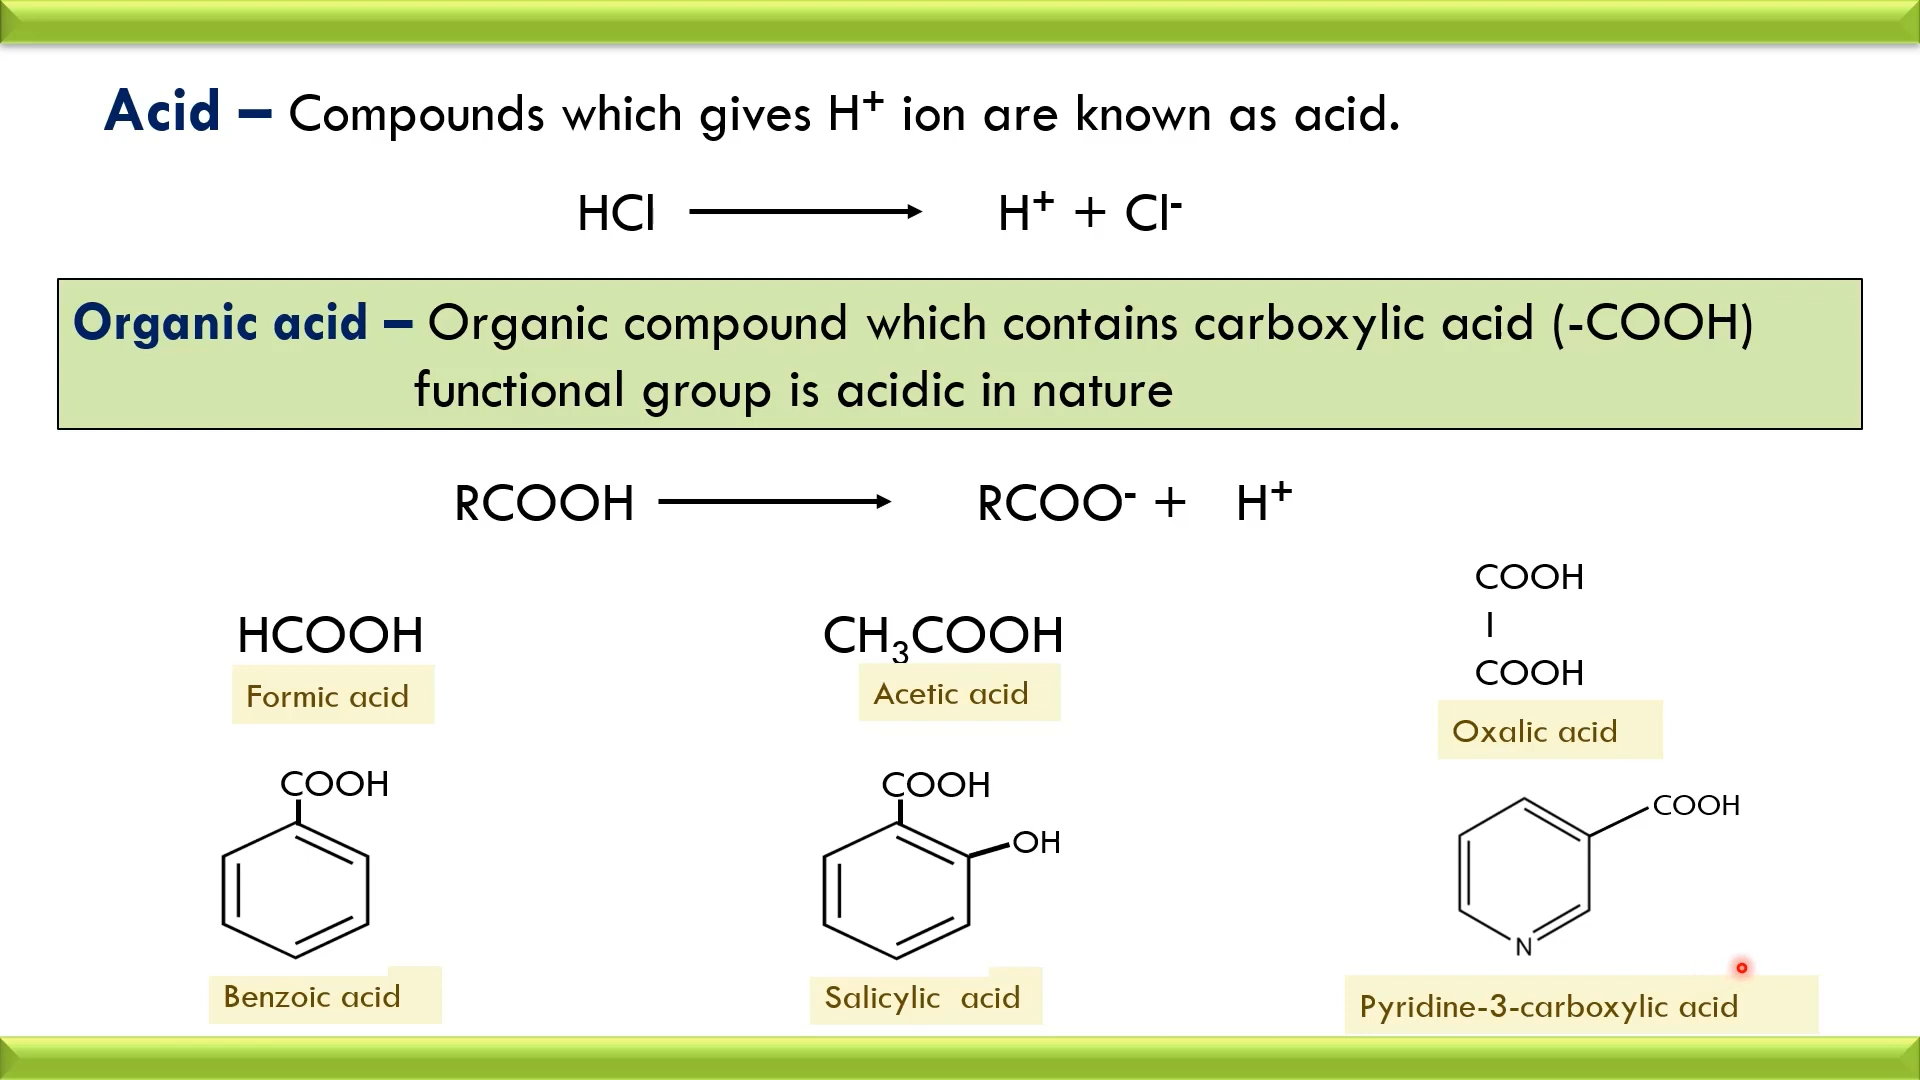 Acid – Compounds which gives H⁺ ion are known as acid.
HCl ⟶ H⁺ + Cl⁻
Organic acid – Organic compound which contains carboxylic acid (-COOH)
functional group is acidic in nature
RCOOH ⟶ RCOO⁻ + H⁺
HCOOH
Formic acid
CH₃COOH
Acetic acid
COOH
COOH
Oxalic acid
COOH
Benzoic acid
COOH
OH
Salicylic acid
COOH
N
Pyridine-3-carboxylic acid